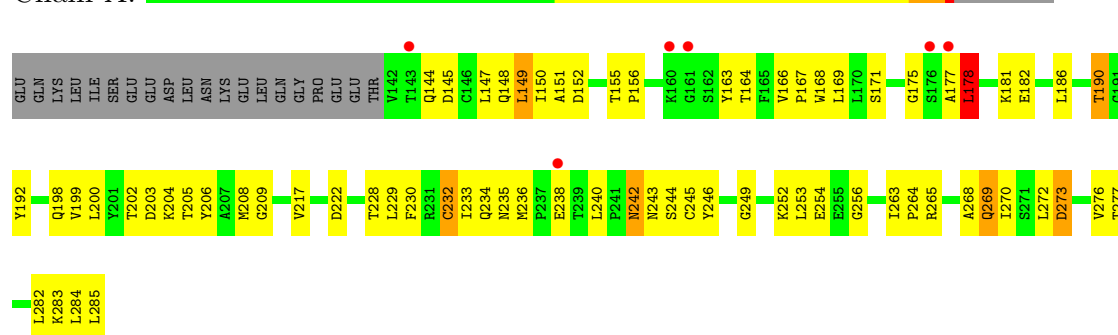 GLU GLN LYS LEU ILE SER GLU GLU ASP LEU ASN LYS GLU LEU GLN GLY PRO GLU GLU THR V142 T143 Q144 D145 C146 L147 Q148 L149 I150 A151 D152 T155 P156 K160 G161 S162 Y163 T164 F165 V166 P167 W168 L169 L170 S171 G175 S176 A177 L178 K181 E182 L186 T190
Y192 Q198 V199 L200 Y201 T202 D203 K204 T205 Y206 A207 M208 G209 V217 D222 T228 L229 F230 R231 C232 I233 Q234 N235 M236 P237 E238 T239 L240 P241 N242 N243 S244 C245 Y246 G249 K252 L253 E254 E255 G256 I263 P264 R265 A268 Q269 I270 S271 L272 D273 V276 T277
L282 K283 L284 L285